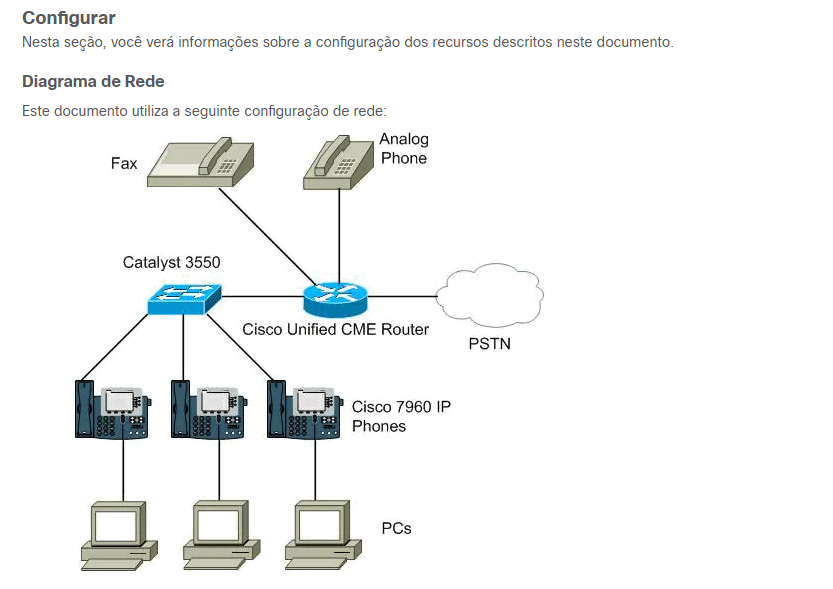 Configurar
Nesta seção, você verá informações sobre a configuração dos recursos descritos neste documento.
Diagrama de Rede
Este documento utiliza a seguinte configuração de rede:
Fax
Analog
Phone
Catalyst 3550
Cisco Unified CME Router
PSTN
Cisco 7960 IP
Phones
PCs